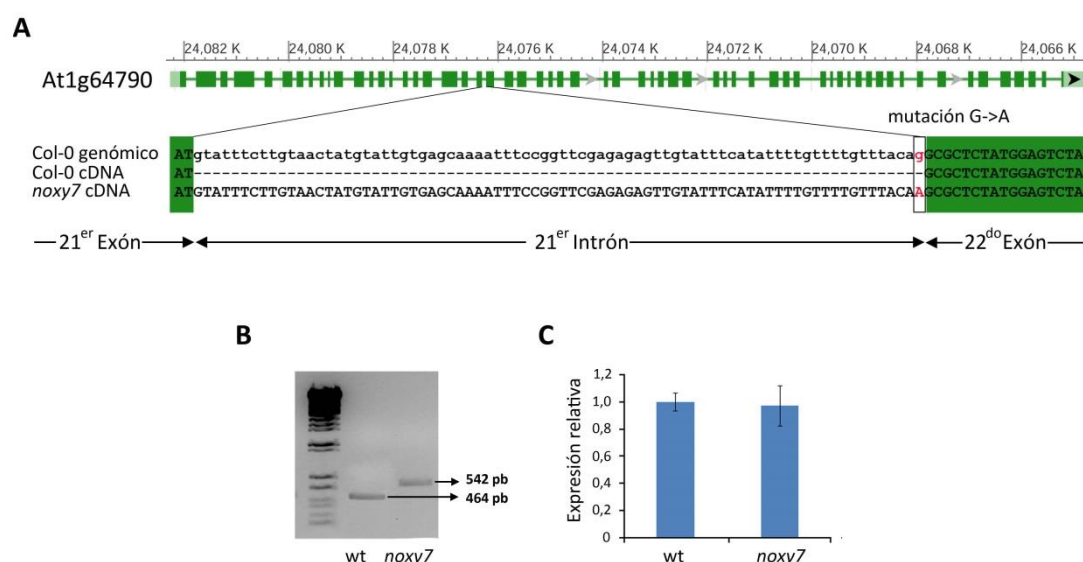 A
24,082 K 24,080 K 24,078 K 24,076 K 24,074 K 24,072 K 24,070 K 24,068 K 24,066 K
At1g64790
mutación G->A
Col-0 genómico ATgtatttcttgtaactatgtattgtgagcaaaatttccggttcgagagagttgtatttcatattttgttttgtttacagGCGCTCTATGGAGTCTA
Col-0 cDNA AT------------------------------------------------------------------------------GCGCTCTATGGAGTCTA
noxy7 cDNA ATGTATTTCTTGTAACTATGTATTGTGAGCAAAATTTCCGGTTCGAGAGAGTTGTATTTCATATTTTGTTTTGTTTACAAGCGCTCTATGGAGTCTA
21er Exón 21er Intrón 22do Exón
B
542 pb
464 pb
wt noxy7
C
Expresión relativa
1,2
1,0
0,8
0,6
0,4
0,2
0
wt noxy7